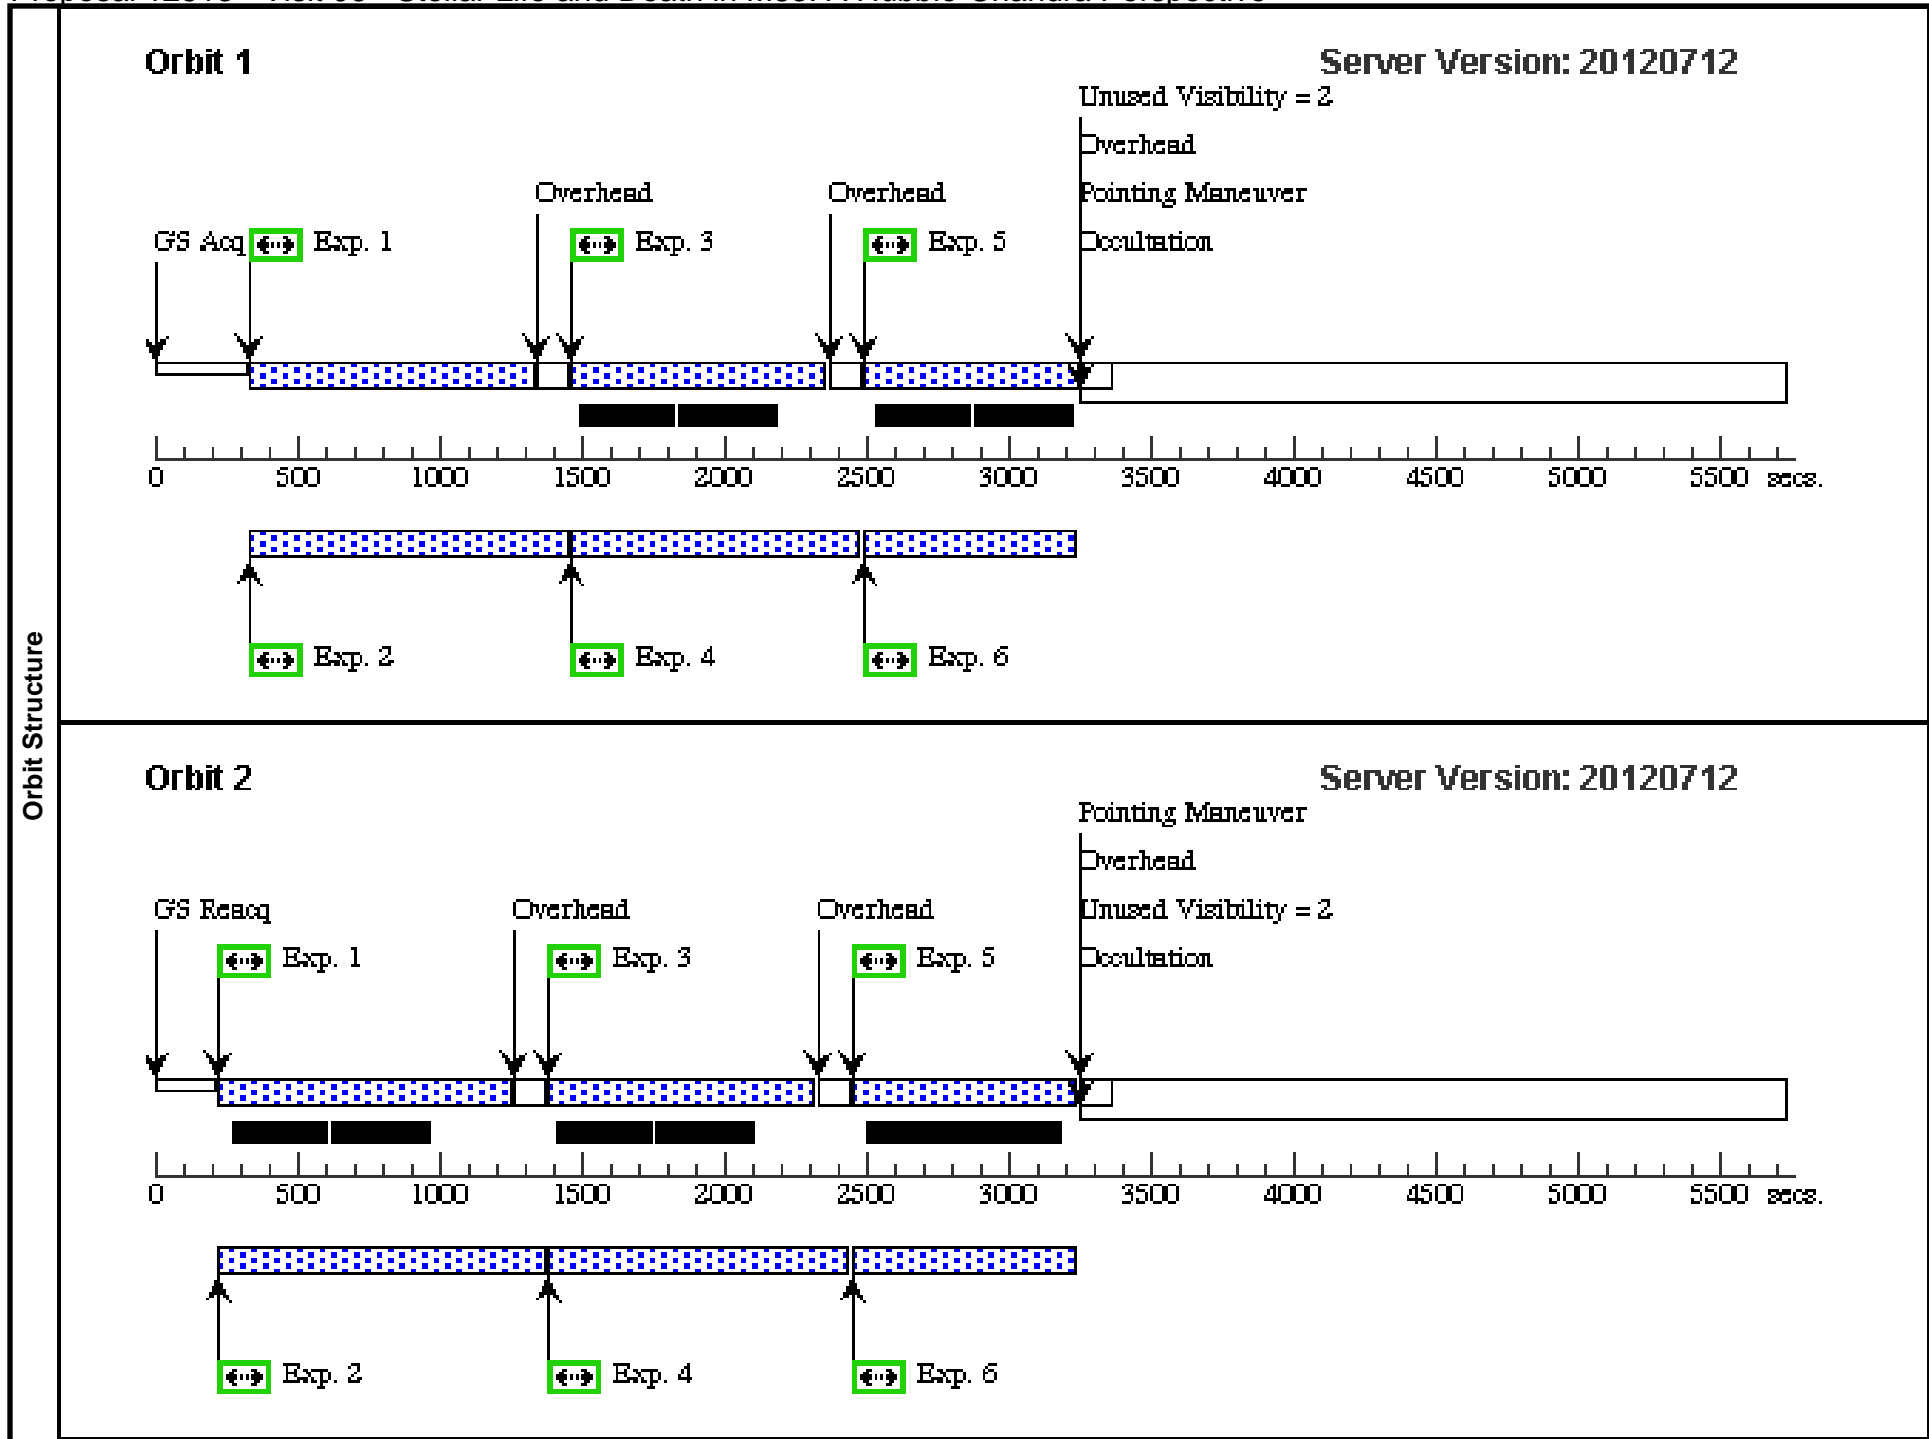 Orbit Structure
Orbit 1
Server Version: 20120712
Unused Visibility = 2
Overhead
Pointing Maneuver
Occultation
Overhead
Overhead
GS Acq
Exp. 1
Exp. 3
Exp. 5
0 500 1000 1500 2000 2500 3000 3500 4000 4500 5000 5500 secs.
Exp. 2
Exp. 4
Exp. 6
Orbit 2
Server Version: 20120712
Pointing Maneuver
Overhead
Unused Visibility = 2
Occultation
GS Reacq
Overhead
Overhead
Exp. 1
Exp. 3
Exp. 5
0 500 1000 1500 2000 2500 3000 3500 4000 4500 5000 5500 secs.
Exp. 2
Exp. 4
Exp. 6